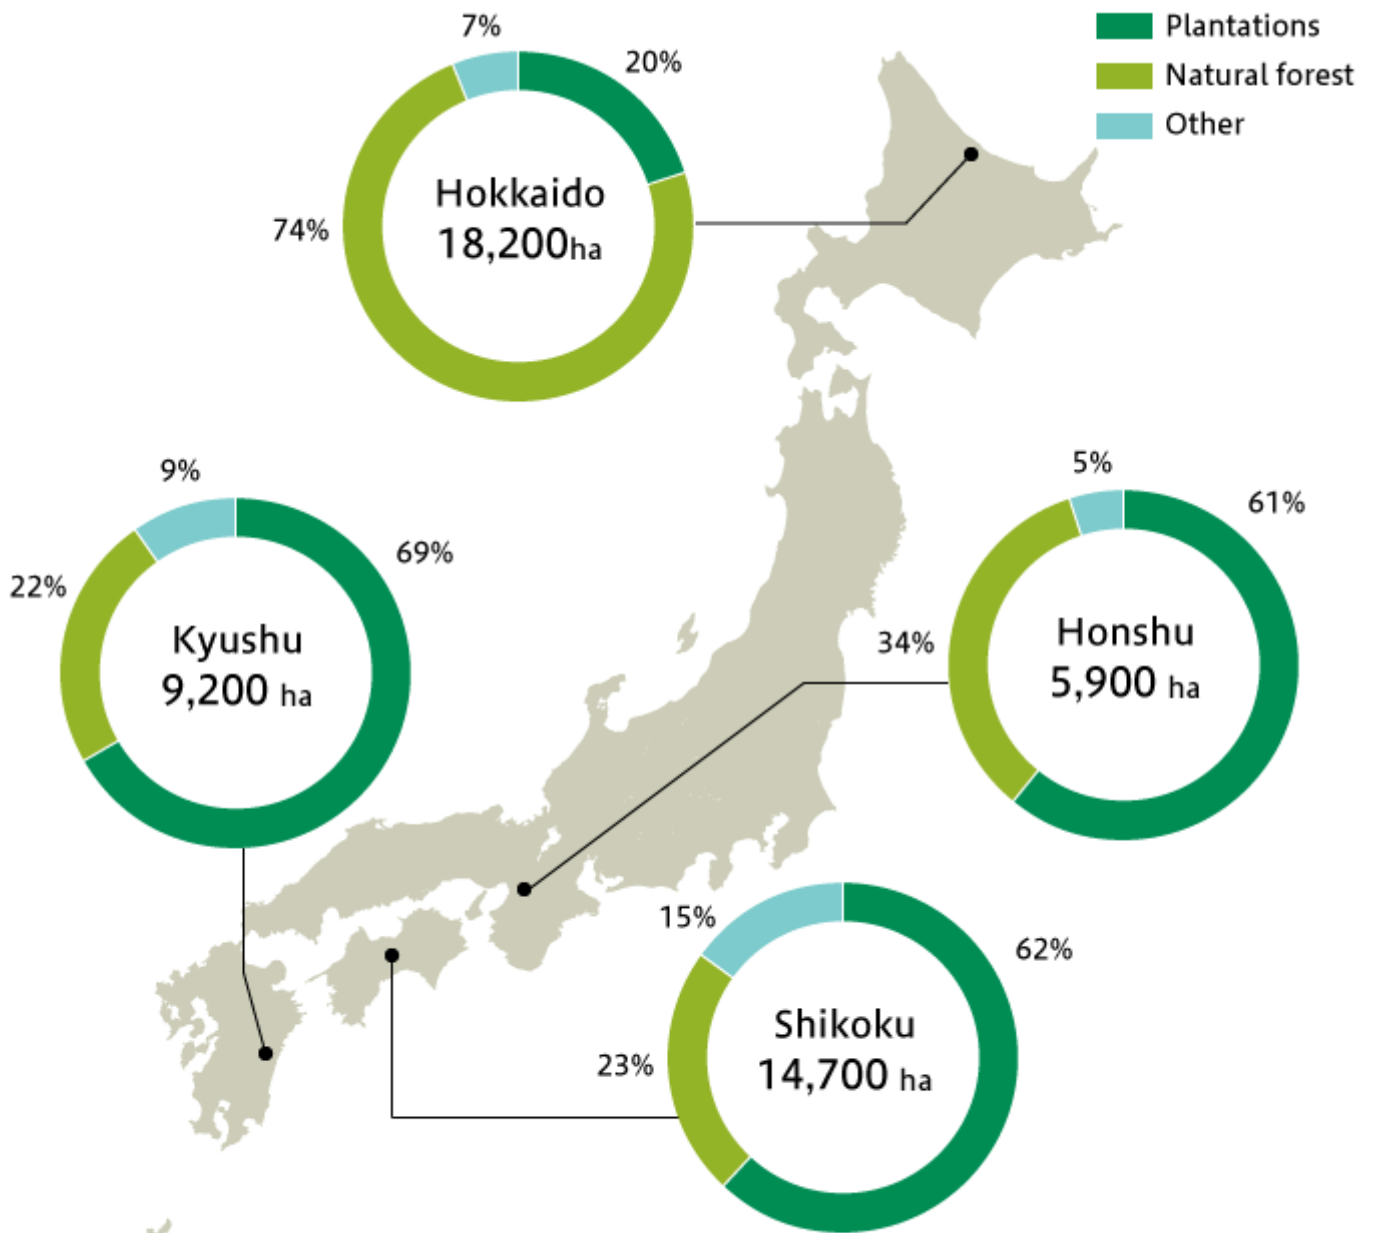 Plantations
Natural forest
Other
7%
20%
74%
Hokkaido
18,200ha
9%
69%
22%
Kyushu
9,200 ha
5%
61%
34%
Honshu
5,900 ha
15%
62%
23%
Shikoku
14,700 ha